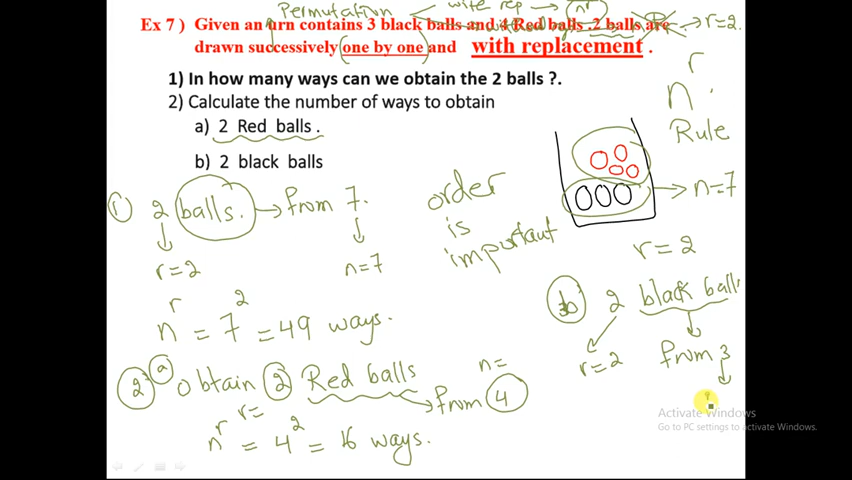 Permutation with rep → n^r
Ex 7 ) Given an urn contains 3 black balls and 4 Red balls .2 balls are → r=2.
drawn successively one by one and with replacement .
1) In how many ways can we obtain the 2 balls ?.
2) Calculate the number of ways to obtain
a) 2 Red balls .
b) 2 black balls
n^r
Rule
n=7
r=2
order
is
important
1 2 balls. → from 7.
r=2 n=7
n^r = 7^2 = 49 ways.
2 a obtain 2 Red balls
r= n=
from 4
n^r = 4^2 = 16 ways.
b 2 black balls
r=2 from 3
Activate Windows
Go to PC settings to activate Windows.